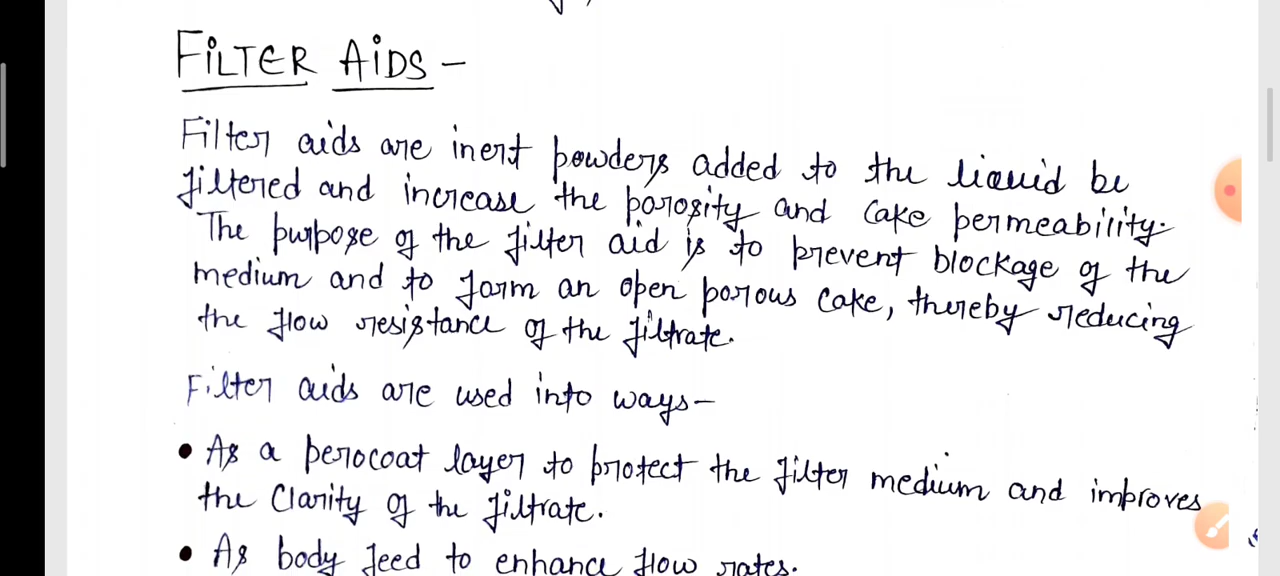 FILTER AIDS -
Filter aids are inert powders added to the liquid be
filtered and increase the porosity and cake permeability.
The purpose of the filter aid is to prevent blockage of the
medium and to form an open porous cake, thereby reducing
the flow resistance of the filtrate.
Filter aids are used into ways-
• As a perocoat layer to protect the filter medium and improves
the clarity of the filtrate.
• As body feed to enhance flow rates.